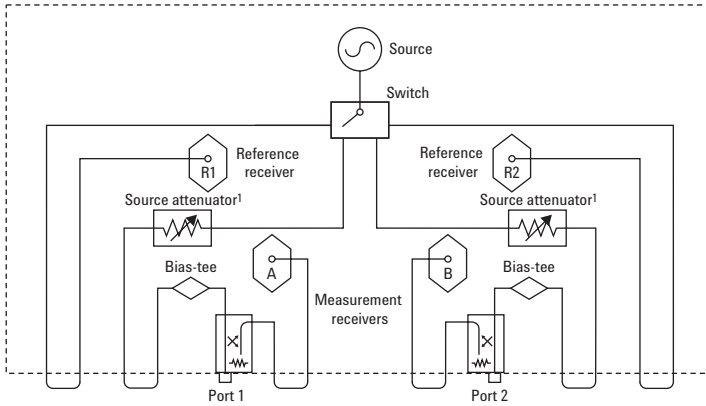 Source
Switch
R1
Reference
receiver
Reference
receiver
R2
Source attenuator¹
Source attenuator¹
Bias-tee
A
Measurement
receivers
B
Bias-tee
Port 1
Port 2